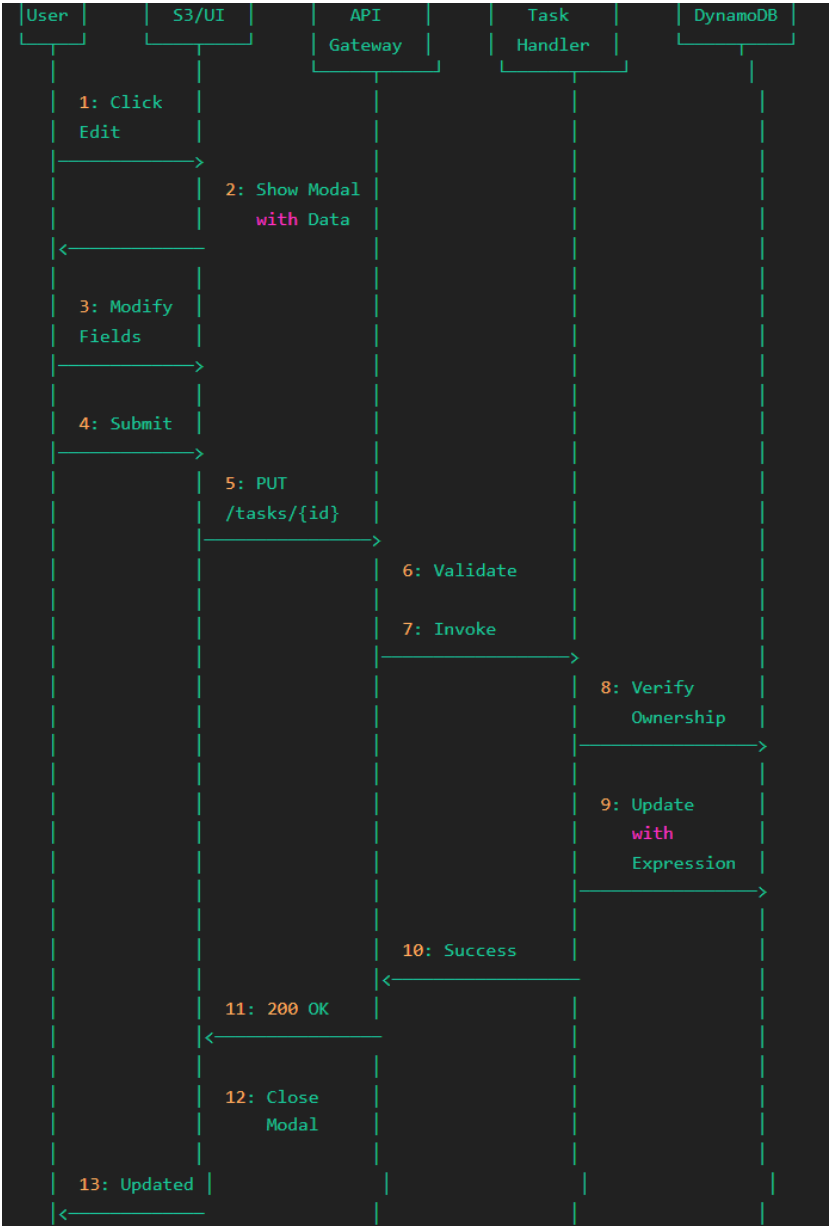 User S3/UI API Task DynamoDB
Gateway Handler
1: Click
Edit
2: Show Modal
with Data
3: Modify
Fields
4: Submit
5: PUT
/tasks/{id}
6: Validate
7: Invoke
8: Verify
Ownership
9: Update
with
Expression
10: Success
11: 200 OK
12: Close
Modal
13: Updated